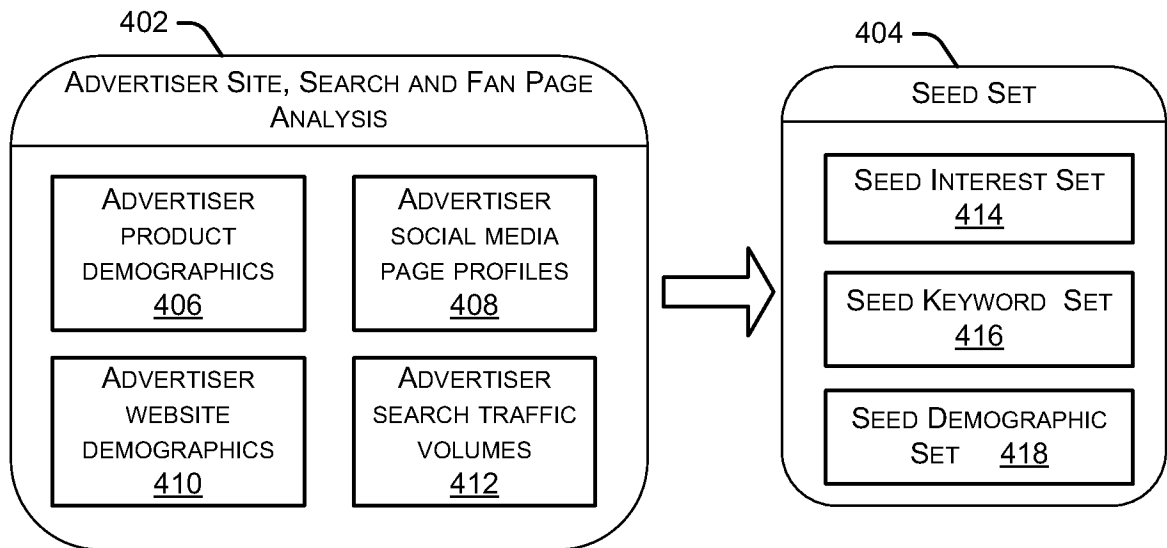 402
ADVERTISER SITE, SEARCH AND FAN PAGE
ANALYSIS
ADVERTISER
PRODUCT
DEMOGRAPHICS
406
ADVERTISER
SOCIAL MEDIA
PAGE PROFILES
408
ADVERTISER
WEBSITE
DEMOGRAPHICS
410
ADVERTISER
SEARCH TRAFFIC
VOLUMES
412
404
SEED SET
SEED INTEREST SET
414
SEED KEYWORD SET
416
SEED DEMOGRAPHIC
SET 418